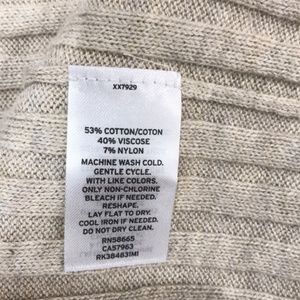 XX7929
53% COTTON/COTON
40% VISCOSE
7% NYLON
MACHINE WASH COLD.
GENTLE CYCLE.
WITH LIKE COLORS.
ONLY NON-CHLORINE
BLEACH IF NEEDED.
RESHAPE.
LAY FLAT TO DRY.
COOL IRON IF NEEDED.
DO NOT DRY CLEAN.
RN58665
CA57963